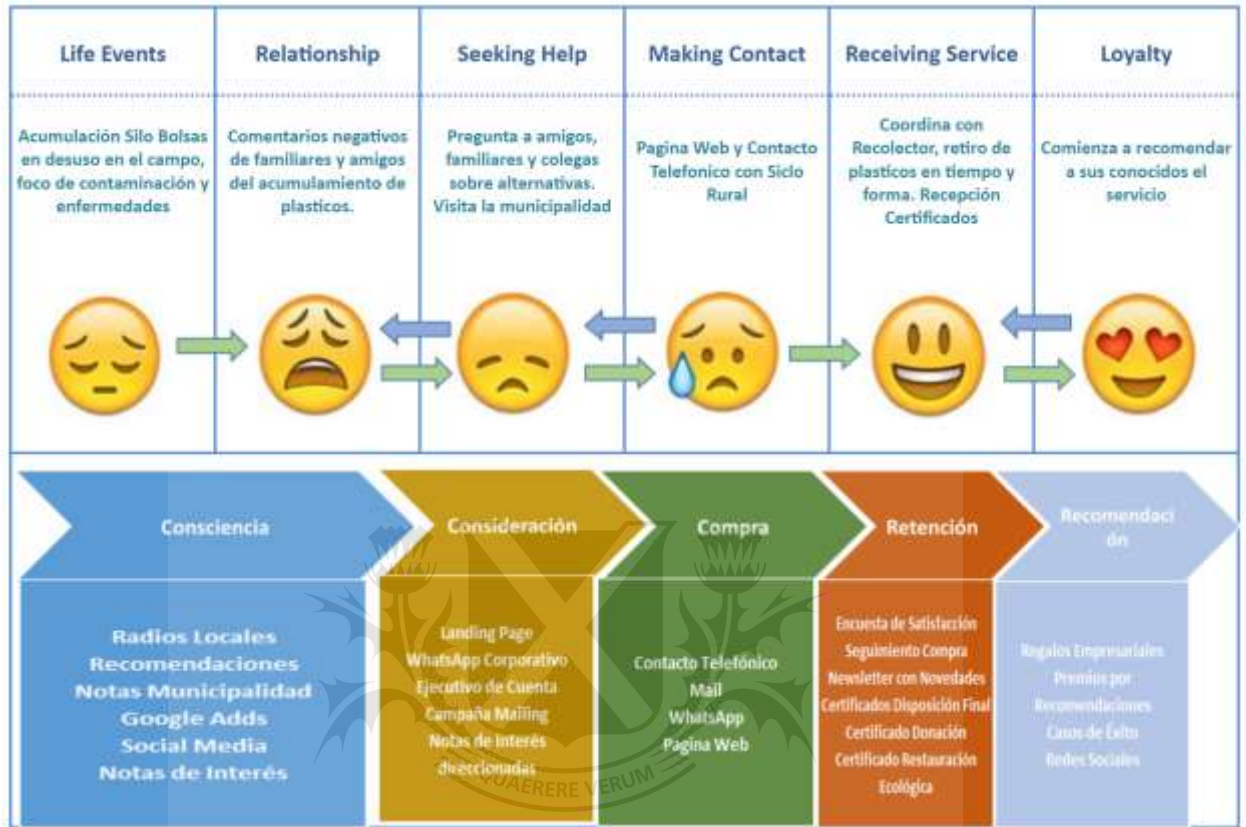 Life Events
Acumulación Silo Bolsas
en desuso en el campo,
foco de contaminación y
enfermedades
Relationship
Comentarios negativos
de familiares y amigos
del acumulamiento de
plasticos.
Seeking Help
Pregunta a amigos,
familiares y colegas
sobre alternativas.
Visita la municipalidad
Making Contact
Pagina Web y Contacto
Telefonico con Siclo
Rural
Receiving Service
Coordina con
Recolector, retiro de
plasticos en tiempo y
forma. Recepción
Certificados
Loyalty
Comienza a recomendar
a sus conocidos el
servicio
Consciencia
Radios Locales
Recomendaciones
Notas Municipalidad
Google Adds
Social Media
Notas de Interés
Consideración
Landing Page
WhatsApp Corporativo
Ejecutivo de Cuenta
Campaña Mailing
Notas de Interés
direccionadas
Compra
Contacto Telefónico
Mail
WhatsApp
Pagina Web
Retención
Encuesta de Satisfacción
Seguimiento Compra
Newsletter con Novedades
Certificados Disposición Final
Certificado Donación
Certificado Restauración
Ecológica
Recomendaci
ón
Regalos Empresariales
Premios por
Recomendaciones
Casos de Éxito
Redes Sociales
QUAERERE VERUM